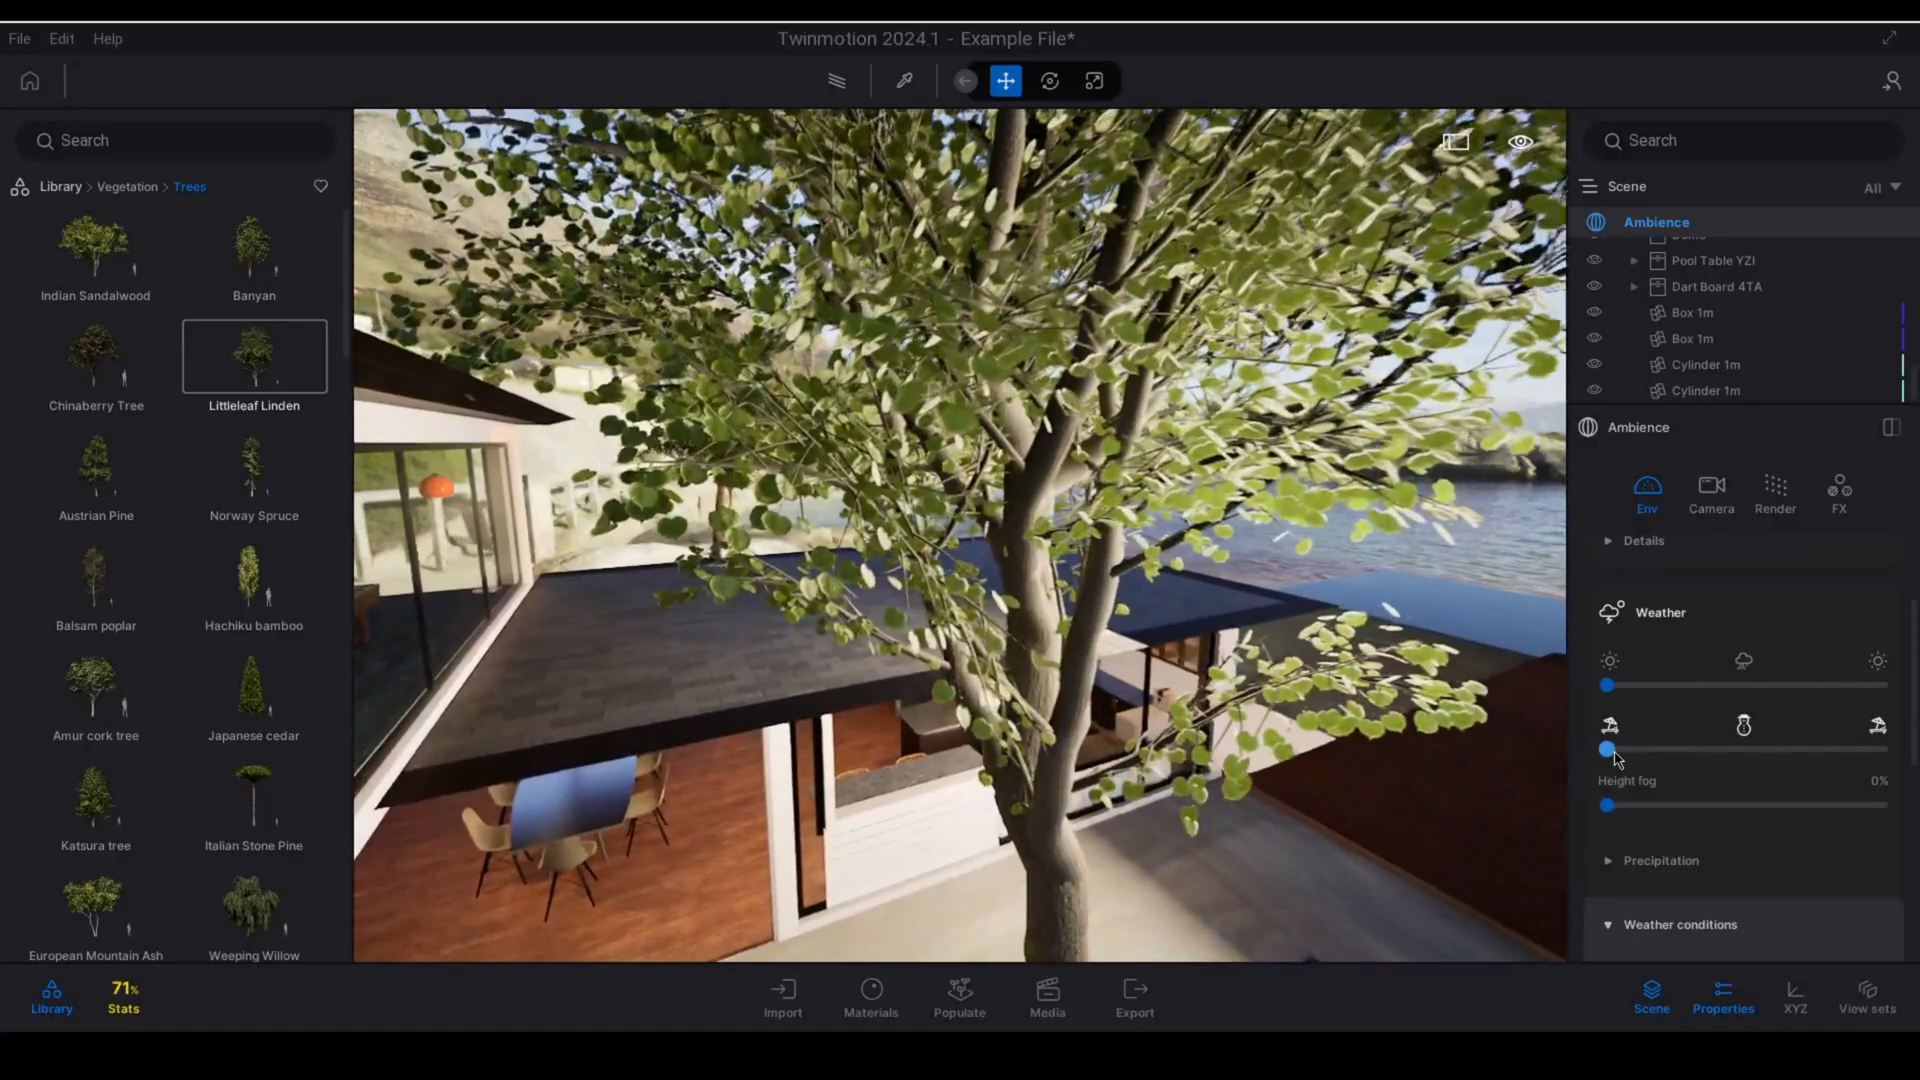 File Edit Help
Twinmotion 2024.1 - Example File*
Search
Library > Vegetation > Trees
Indian Sandalwood
Banyan
Chinaberry Tree
Littleleaf Linden
Austrian Pine
Norway Spruce
Balsam poplar
Hachiku bamboo
Amur cork tree
Japanese cedar
Katsura tree
Italian Stone Pine
European Mountain Ash
Weeping Willow
Search
Scene All
Ambience
Pool Table YZI
Dart Board 4TA
Box 1m
Box 1m
Cylinder 1m
Cylinder 1m
Ambience
Env Camera Render FX
Details
Weather
Height fog 0%
Precipitation
Weather conditions
Library
71%
Stats
Import Materials Populate Media Export
Scene Properties XYZ View sets